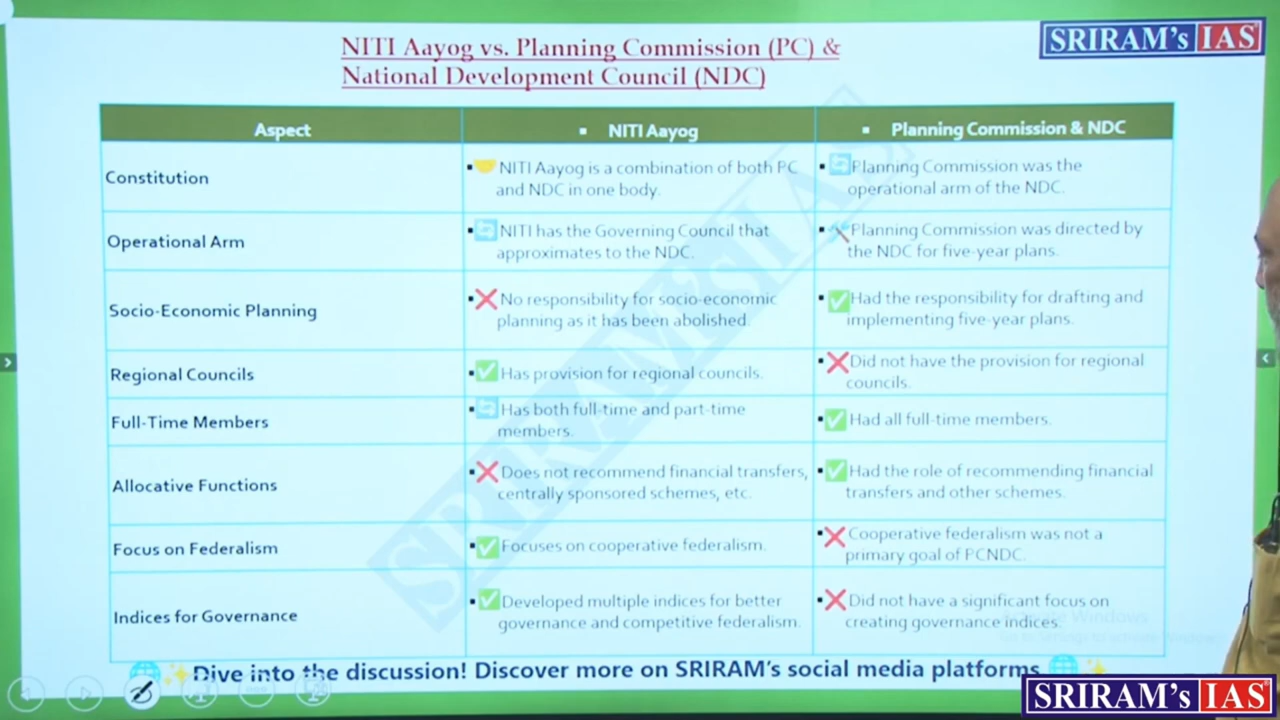 NITI Aayog vs. Planning Commission (PC) &
National Development Council (NDC)
SRIRAM's IAS
Aspect
▪ NITI Aayog
▪ Planning Commission & NDC
Constitution
▪ NITI Aayog is a combination of both PC
and NDC in one body.
▪ Planning Commission was the
operational arm of the NDC.
Operational Arm
▪ NITI has the Governing Council that
approximates to the NDC.
▪ Planning Commission was directed by
the NDC for five-year plans.
Socio-Economic Planning
▪ No responsibility for socio-economic
planning as it has been abolished.
▪ Had the responsibility for drafting and
implementing five-year plans.
Regional Councils
▪ Has provision for regional councils.
▪ Did not have the provision for regional
councils.
Full-Time Members
▪ Has both full-time and part-time
members.
▪ Had all full-time members.
Allocative Functions
▪ Does not recommend financial transfers,
centrally sponsored schemes, etc.
▪ Had the role of recommending financial
transfers and other schemes.
Focus on Federalism
▪ Focuses on cooperative federalism.
▪ Cooperative federalism was not a
primary goal of PCNDC.
Indices for Governance
▪ Developed multiple indices for better
governance and competitive federalism.
▪ Did not have a significant focus on
creating governance indices.
SRIRAM's IAS
Dive into the discussion! Discover more on SRIRAM's social media platforms
SRIRAM's IAS